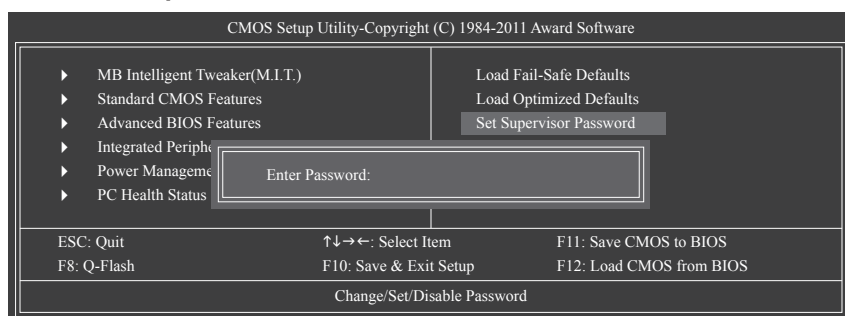 CMOS Setup Utility-Copyright (C) 1984-2011 Award Software
MB Intelligent Tweaker(M.I.T.)
Standard CMOS Features
Advanced BIOS Features
Integrated Periphe
Power Manageme
PC Health Status
Load Fail-Safe Defaults
Load Optimized Defaults
Set Supervisor Password
Enter Password:
ESC: Quit
↑↓→←: Select Item
F11: Save CMOS to BIOS
F8: Q-Flash
F10: Save & Exit Setup
F12: Load CMOS from BIOS
Change/Set/Disable Password